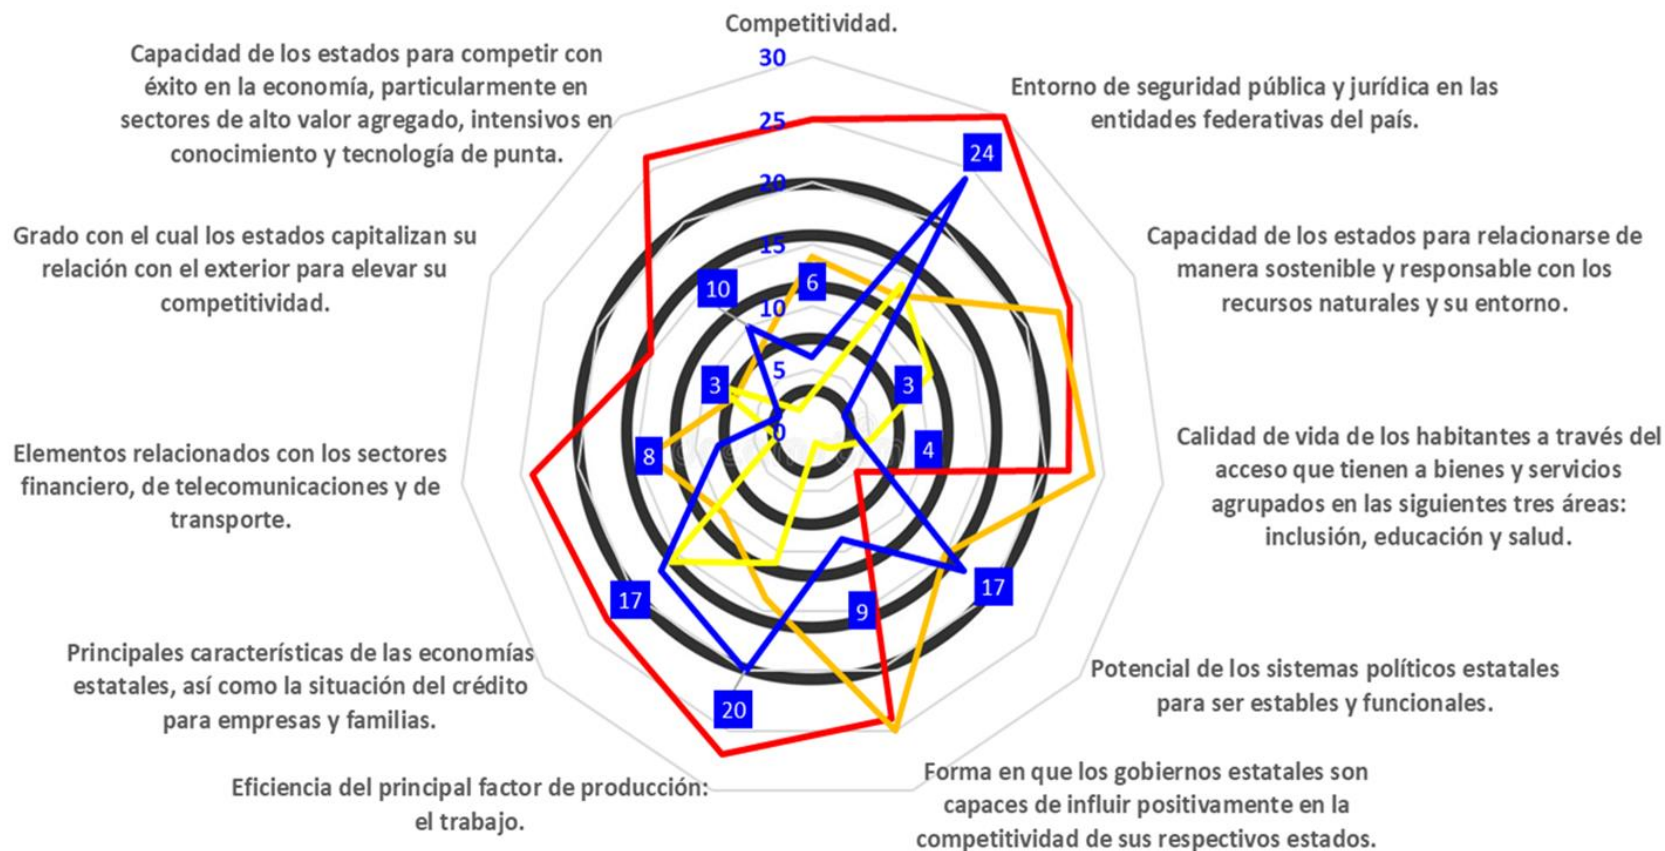 Competitividad.
Entorno de seguridad pública y jurídica en las
entidades federativas del país.
Capacidad de los estados para relacionarse de
manera sostenible y responsable con los
recursos naturales y su entorno.
Calidad de vida de los habitantes a través del
acceso que tienen a bienes y servicios
agrupados en las siguientes tres áreas:
inclusión, educación y salud.
Potencial de los sistemas políticos estatales
para ser estables y funcionales.
Forma en que los gobiernos estatales son
capaces de influir positivamente en la
competitividad de sus respectivos estados.
Eficiencia del principal factor de producción:
el trabajo.
Principales características de las economías
estatales, así como la situación del crédito
para empresas y familias.
Elementos relacionados con los sectores
financiero, de telecomunicaciones y de
transporte.
Grado con el cual los estados capitalizan su
relación con el exterior para elevar su
competitividad.
Capacidad de los estados para competir con
éxito en la economía, particularmente en
sectores de alto valor agregado, intensivos en
conocimiento y tecnología de punta.
30
25
20
15
10
5
0
6
24
3
4
17
9
20
17
8
3
10